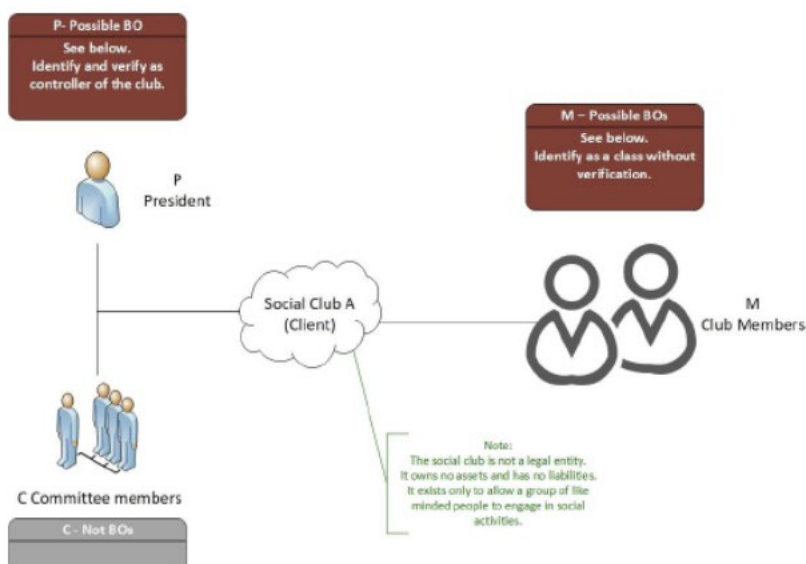 P- Possible BO
See below.
Identify and verify as
controller of the club.
M – Possible BOs
See below.
Identify as a class without
verification.
P
President
Social Club A
(Client)
M
Club Members
Note:
The social club is not a legal entity.
It owns no assets and has no liabilities.
It exists only to allow a group of like
minded people to engage in social
activities.
C Committee members
C - Not BOs